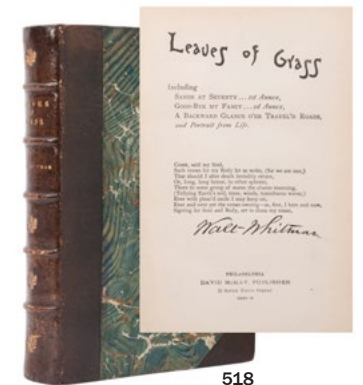 Leaves of Grass
Including
SANDS AT SEVENTY... 1st Annex,
GOOD-BYE MY FANCY... 2d Annex,
A BACKWARD GLANCE O'ER TRAVEL'D ROADS,
and Portrait from Life.
Come, said my Soul,
Such verses for my Body let us write, (for we are one,)
That should I after death invisibly return,
Or, long, long hence, in other spheres,
There to some group of mates the chants resuming,
(Tallying Earth's soil, trees, winds, tumultuous waves,)
Ever with pleas'd smile I may keep on,
Ever and ever yet the verses owning—as, first, I here and now,
Signing for Soul and Body, set to them my name,
Walt Whitman
PHILADELPHIA
DAVID McKAY, PUBLISHER
518